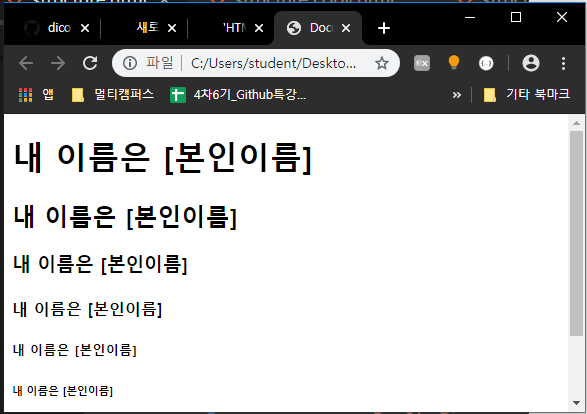 dico
새로
'HTN
Doc
파일 C:/Users/student/Deskto...
앱 멀티캠퍼스 4차6기_Github특강... » 기타 북마크
내 이름은 [본인이름]
내 이름은 [본인이름]
내 이름은 [본인이름]
내 이름은 [본인이름]
내 이름은 [본인이름]
내 이름은 [본인이름]